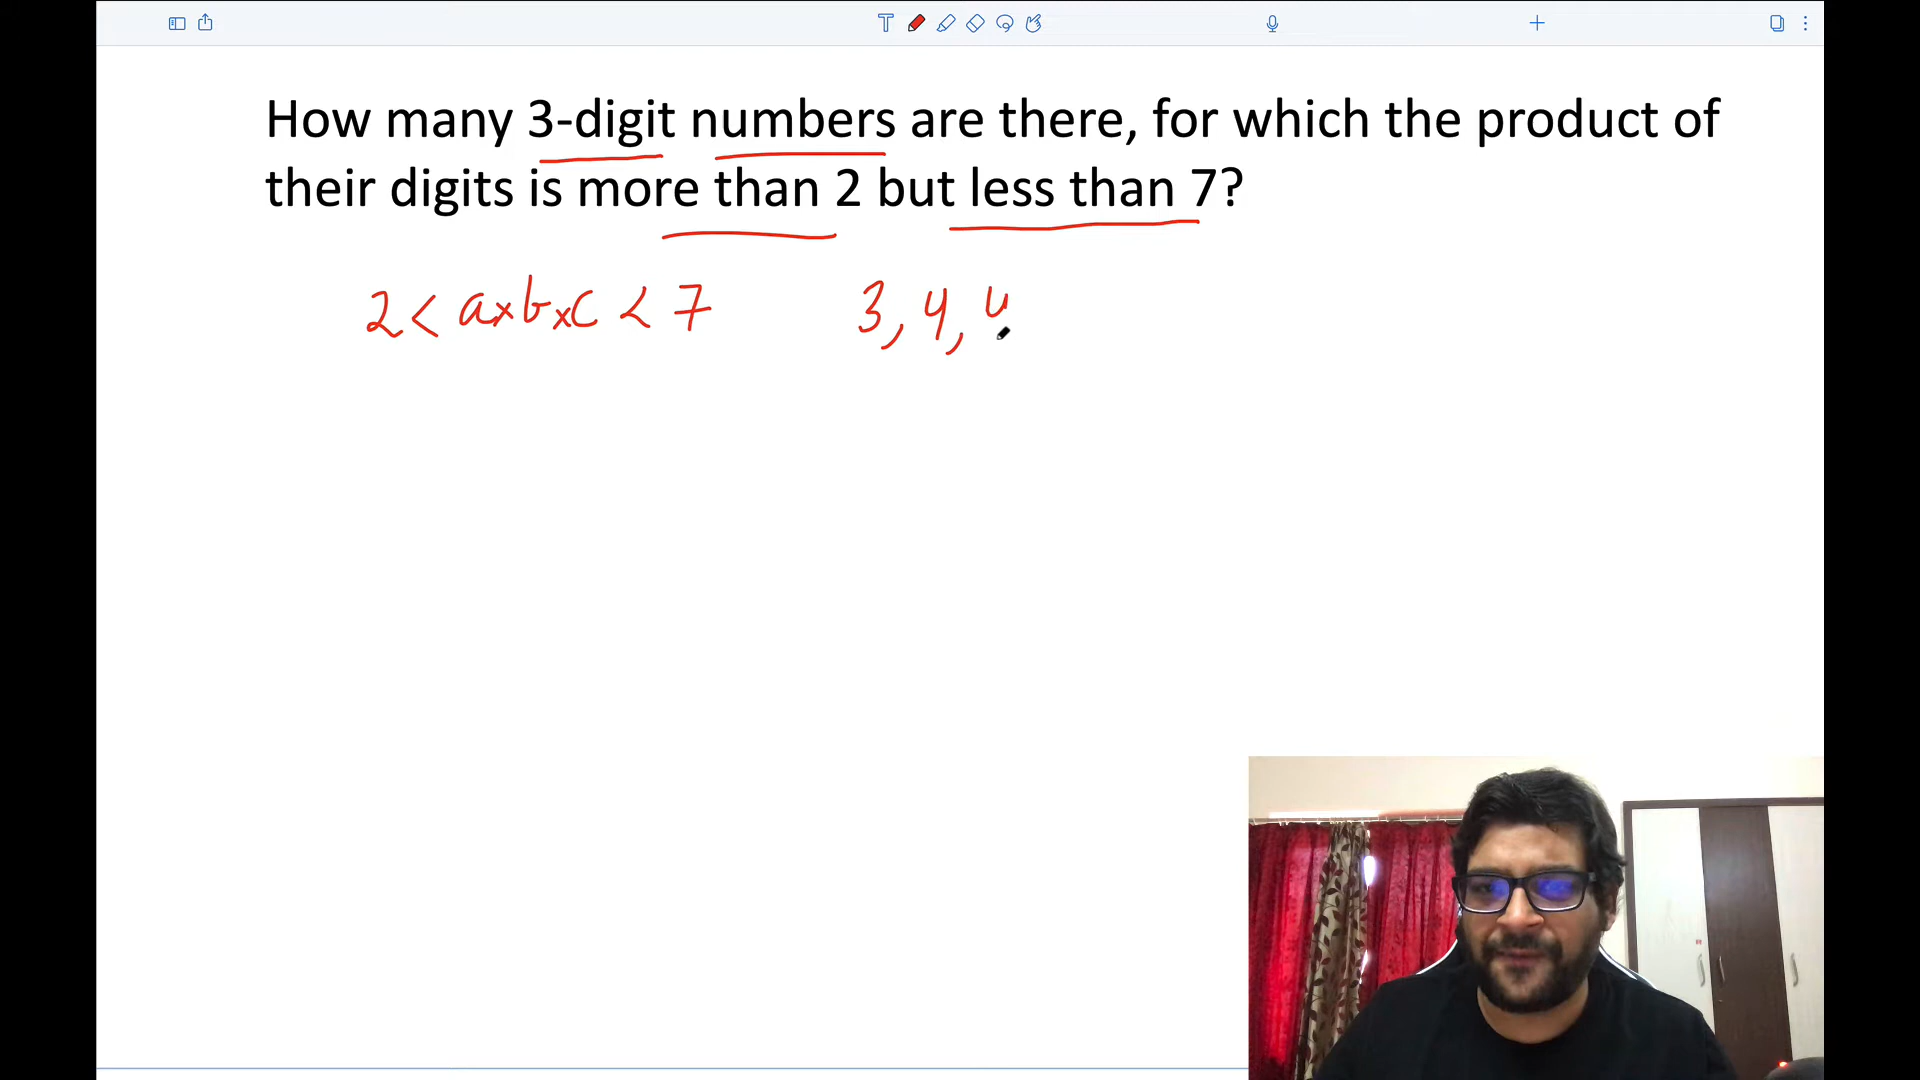 How many 3-digit numbers are there, for which the product of
their digits is more than 2 but less than 7?
2 < a×b×c < 7 3, 4,